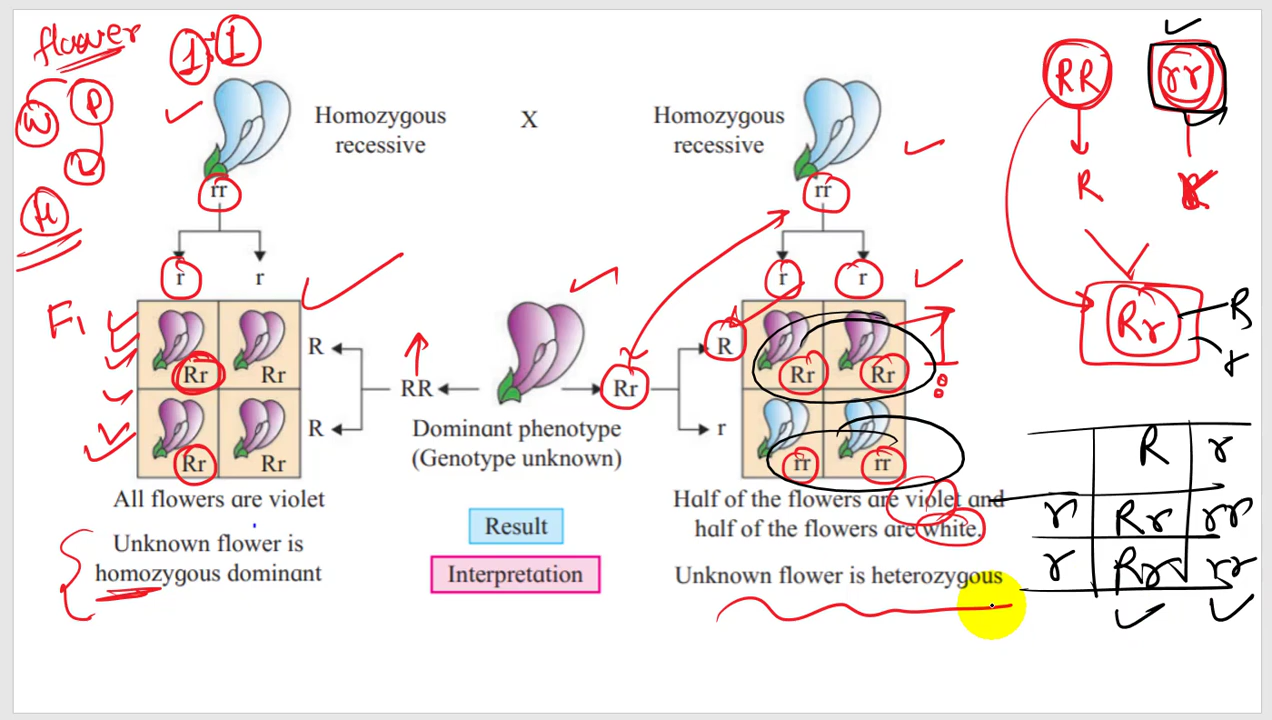 flower
1:1
W
P
V
Homozygous
recessive
X
Homozygous
recessive
RR
rr
R
rr
rr
r
r
r
r
F1
Rr
Rr
Rr
Rr
R
R
RR
Rr
Dominant phenotype
(Genotype unknown)
R
r
Rr
Rr
rr
rr
Rr
R
r
All flowers are violet
Unknown flower is
homozygous dominant
Result
Interpretation
Half of the flowers are violet and
half of the flowers are white.
Unknown flower is heterozygous
R r
r Rr rr
r Rr rr